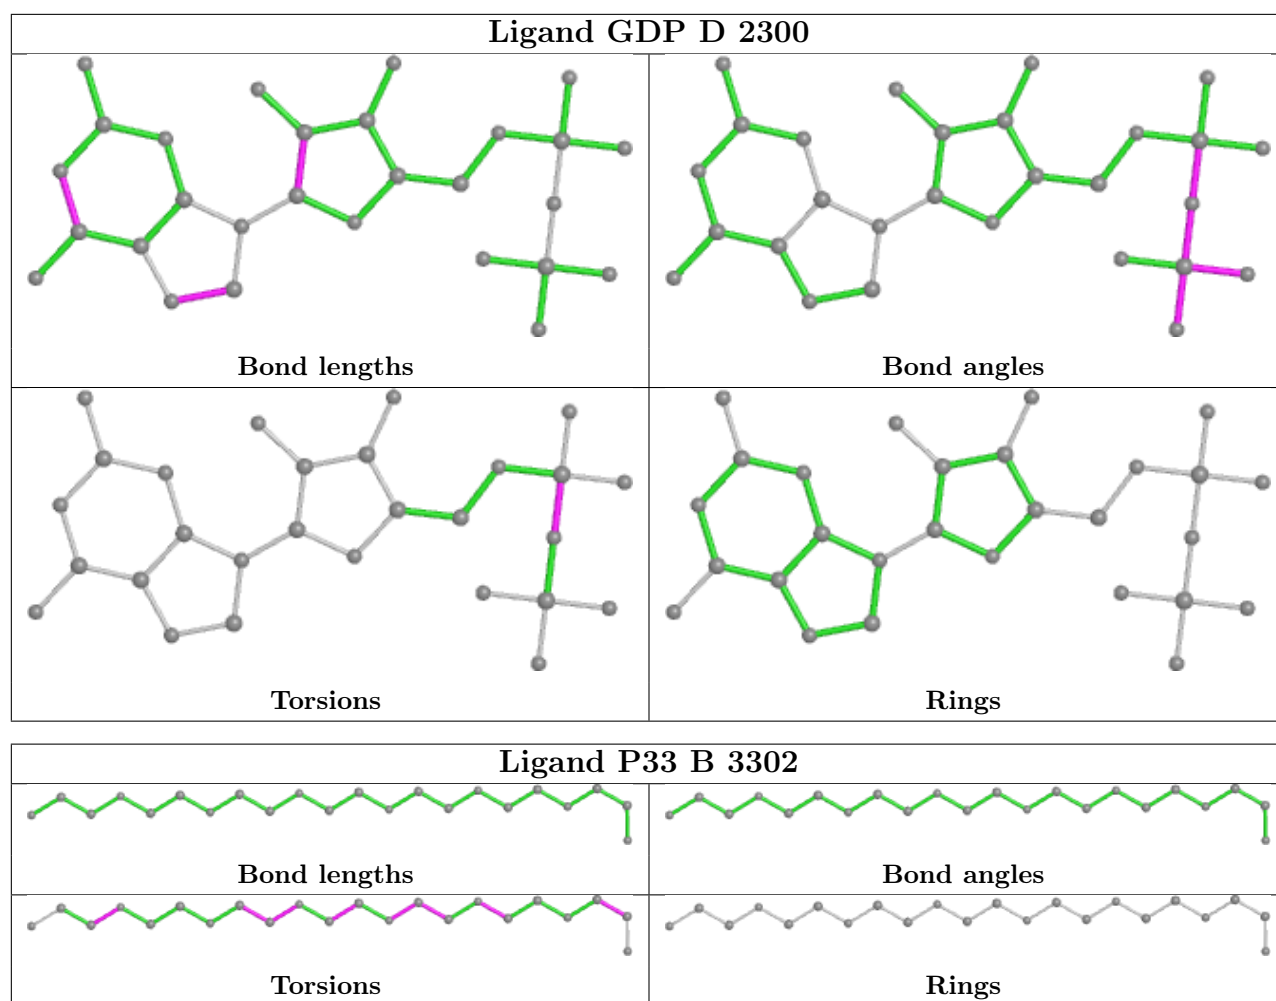 Ligand GDP D 2300
Bond lengths
Bond angles
Torsions
Rings
Ligand P33 B 3302
Bond lengths
Bond angles
Torsions
Rings